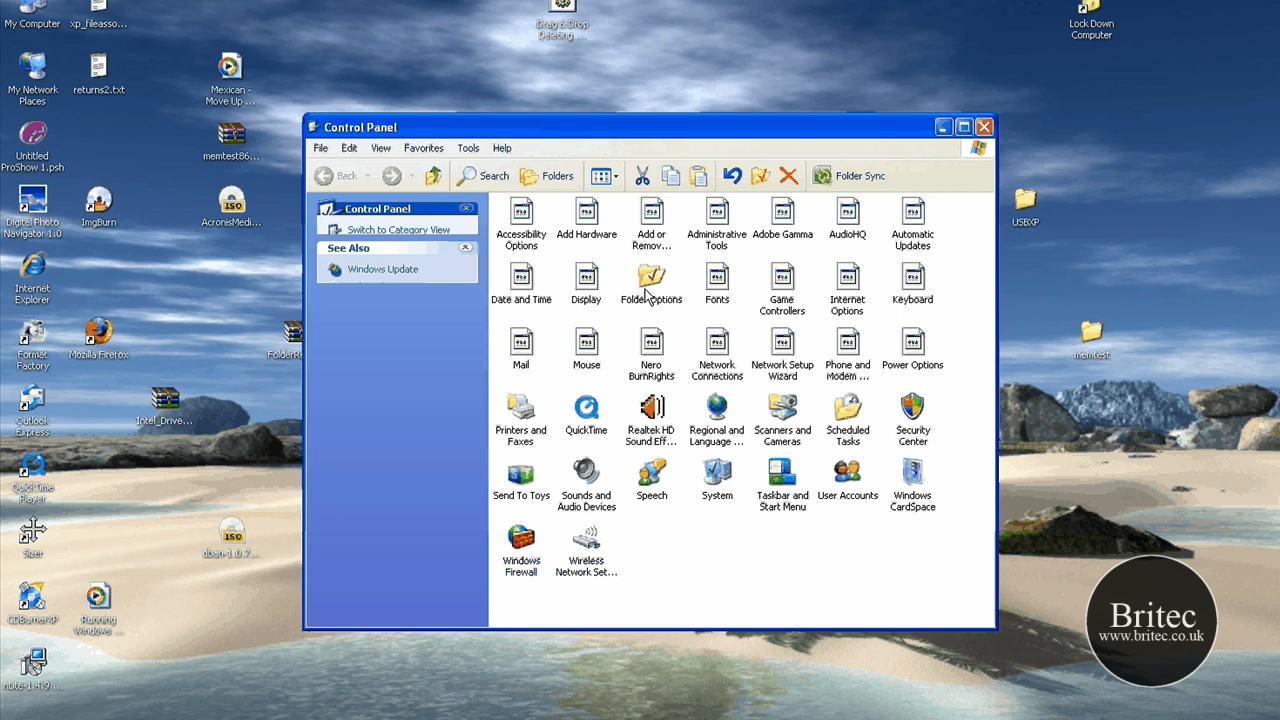 My Computer
xp_fileasso...
Drag & Drop
Deleting ...
Lock Down
Computer
My Network
Places
returns2.txt
Mexican -
Move Up ...
Untitled
ProShow 1.psh
memtest86...
Digital Photo
Navigator 1.0
ImgBurn
AcronisMedi...
ISO
USBXP
Internet
Explorer
Format
Factory
Mozilla Firefox
memtest
Outlook
Express
Intel_Drive...
QuickTime
Player
Sizer
dban-1.0.7...
ISO
CDBurnerXP
Running
Windows ...
Control Panel
File Edit View Favorites Tools Help
Back Search Folders Folder Sync
Control Panel
Switch to Category View
See Also
Windows Update
Accessibility
Options
Add Hardware
Add or
Remov...
Administrative
Tools
Adobe Gamma
AudioHQ
Automatic
Updates
Date and Time
Display
Folder Options
Fonts
Game
Controllers
Internet
Options
Keyboard
Mail
Mouse
Nero
BurnRights
Network
Connections
Network Setup
Wizard
Phone and
Modem ...
Power Options
Printers and
Faxes
QuickTime
Realtek HD
Sound Eff...
Regional and
Language ...
Scanners and
Cameras
Scheduled
Tasks
Security
Center
Send To Toys
Sounds and
Audio Devices
Speech
System
Taskbar and
Start Menu
User Accounts
Windows
CardSpace
Windows
Firewall
Wireless
Network Set...
Britec
www.britec.co.uk